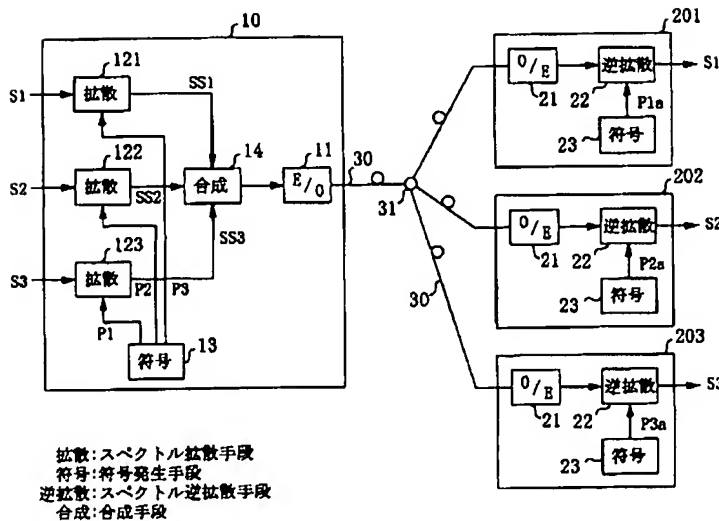 10
201
121
S1
拡散
SS1
O/E
逆拡散
S1
21
22
P1a
23
符号
122
14
11
30
S2
拡散
SS2
合成
E/O
31
202
SS3
O/E
逆拡散
S2
21
22
P2a
23
符号
123
S3
拡散
P2
P3
30
P1
203
符号
13
O/E
逆拡散
S3
21
22
P3a
23
符号
拡散:スペクトル拡散手段
符号:符号発生手段
逆拡散:スペクトル逆拡散手段
合成:合成手段